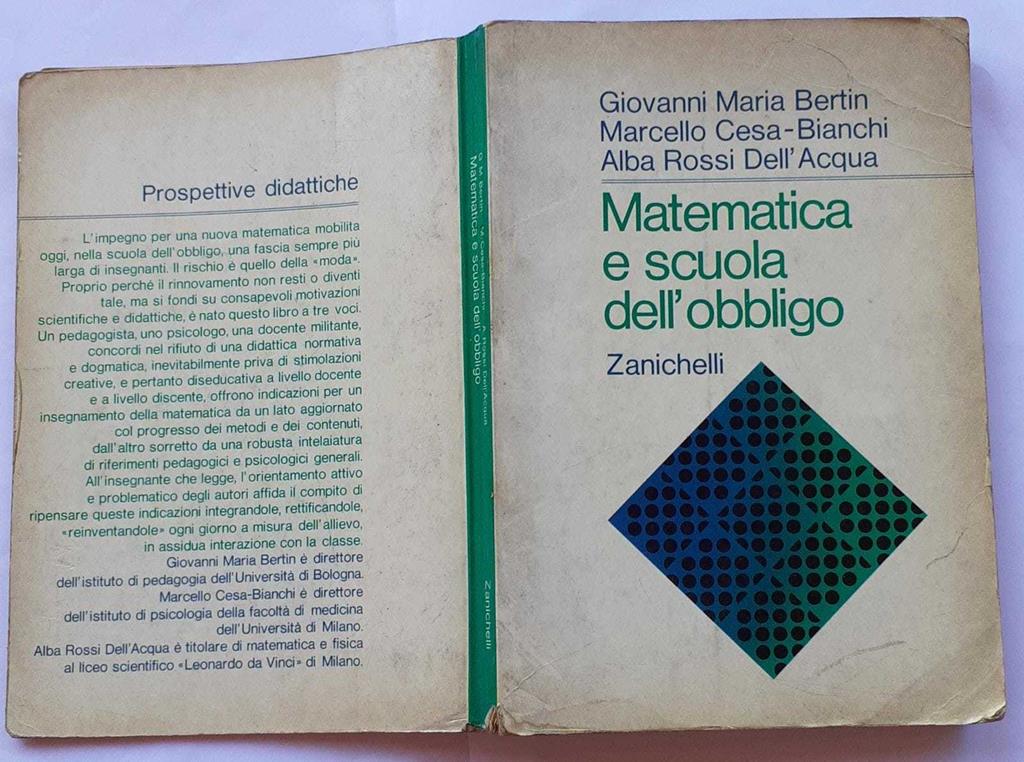 Prospettive didattiche
L'impegno per una nuova matematica mobilita
oggi, nella scuola dell'obbligo, una fascia sempre più
larga di insegnanti. Il rischio è quello della «moda».
Proprio perché il rinnovamento non resti o diventi
tale, ma si fondi su consapevoli motivazioni
scientifiche e didattiche, è nato questo libro a tre voci.
Un pedagogista, uno psicologo, una docente militante,
concordi nel rifiuto di una didattica normativa
e dogmatica, inevitabilmente priva di stimolazioni
creative, e pertanto diseducativa a livello docente
e a livello discente, offrono indicazioni per un
insegnamento della matematica da un lato aggiornato
col progresso dei metodi e dei contenuti,
dall'altro sorretto da una robusta intelaiatura
di riferimenti pedagogici e psicologici generali.
All'insegnante che legge, l'orientamento attivo
e problematico degli autori affida il compito di
ripensare queste indicazioni integrandole, rettificandole,
«reinventandole» ogni giorno a misura dell'allievo,
in assidua interazione con la classe.
Giovanni Maria Bertin è direttore
dell'istituto di pedagogia dell'Università di Bologna.
Marcello Cesa-Bianchi è direttore
dell'istituto di psicologia della facoltà di medicina
dell'Università di Milano.
Alba Rossi Dell'Acqua è titolare di matematica e fisica
al liceo scientifico «Leonardo da Vinci» di Milano.
G. M. Bertin - M. Cesa-Bianchi - A. Rossi Dell'Acqua
Matematica e scuola dell'obbligo
Zanichelli
Giovanni Maria Bertin
Marcello Cesa-Bianchi
Alba Rossi Dell'Acqua
Matematica
e scuola
dell'obbligo
Zanichelli